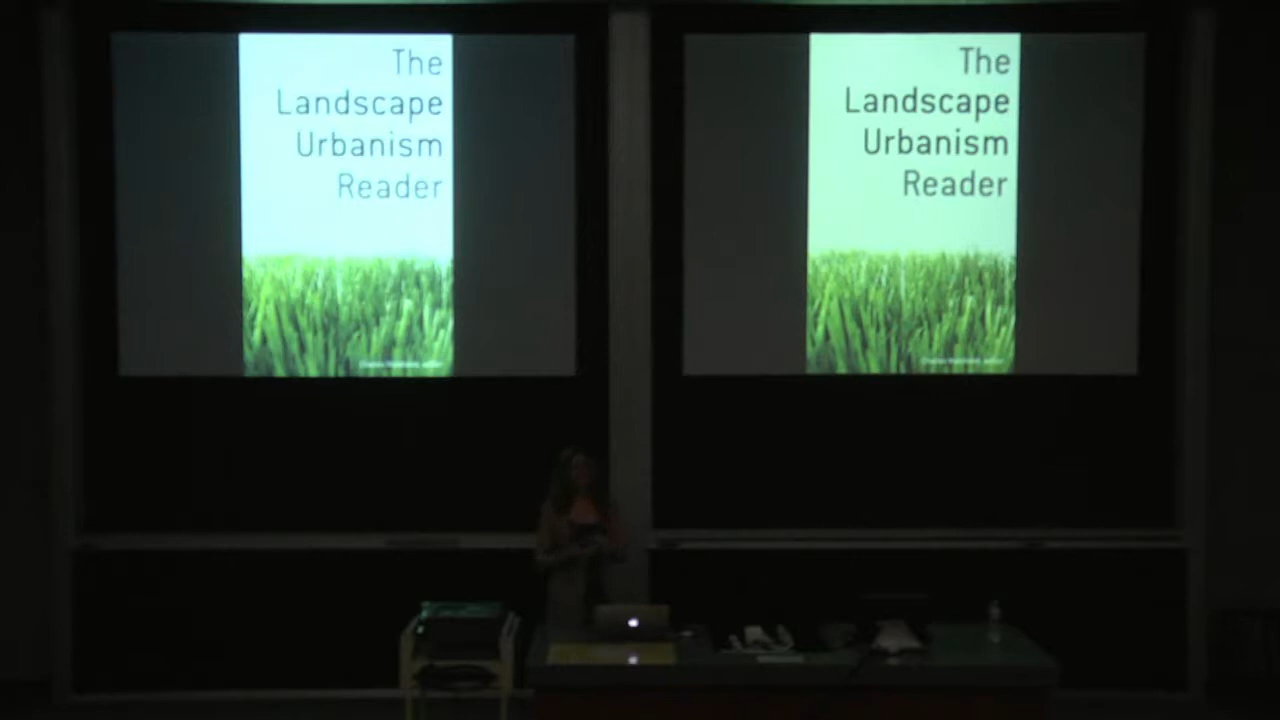 The
Landscape
Urbanism
Reader
The
Landscape
Urbanism
Reader